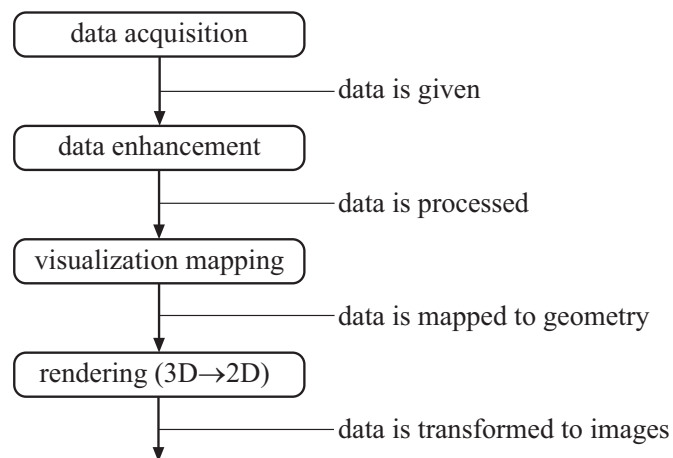 data acquisition
data is given
data enhancement
data is processed
visualization mapping
data is mapped to geometry
rendering (3D→2D)
data is transformed to images